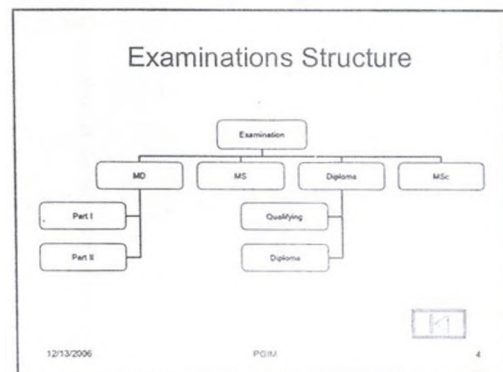 Examinations Structure
Examination
MD MS Diploma MSc
Part I Qualifying
Part II Diploma
12/13/2006 PGIM 4